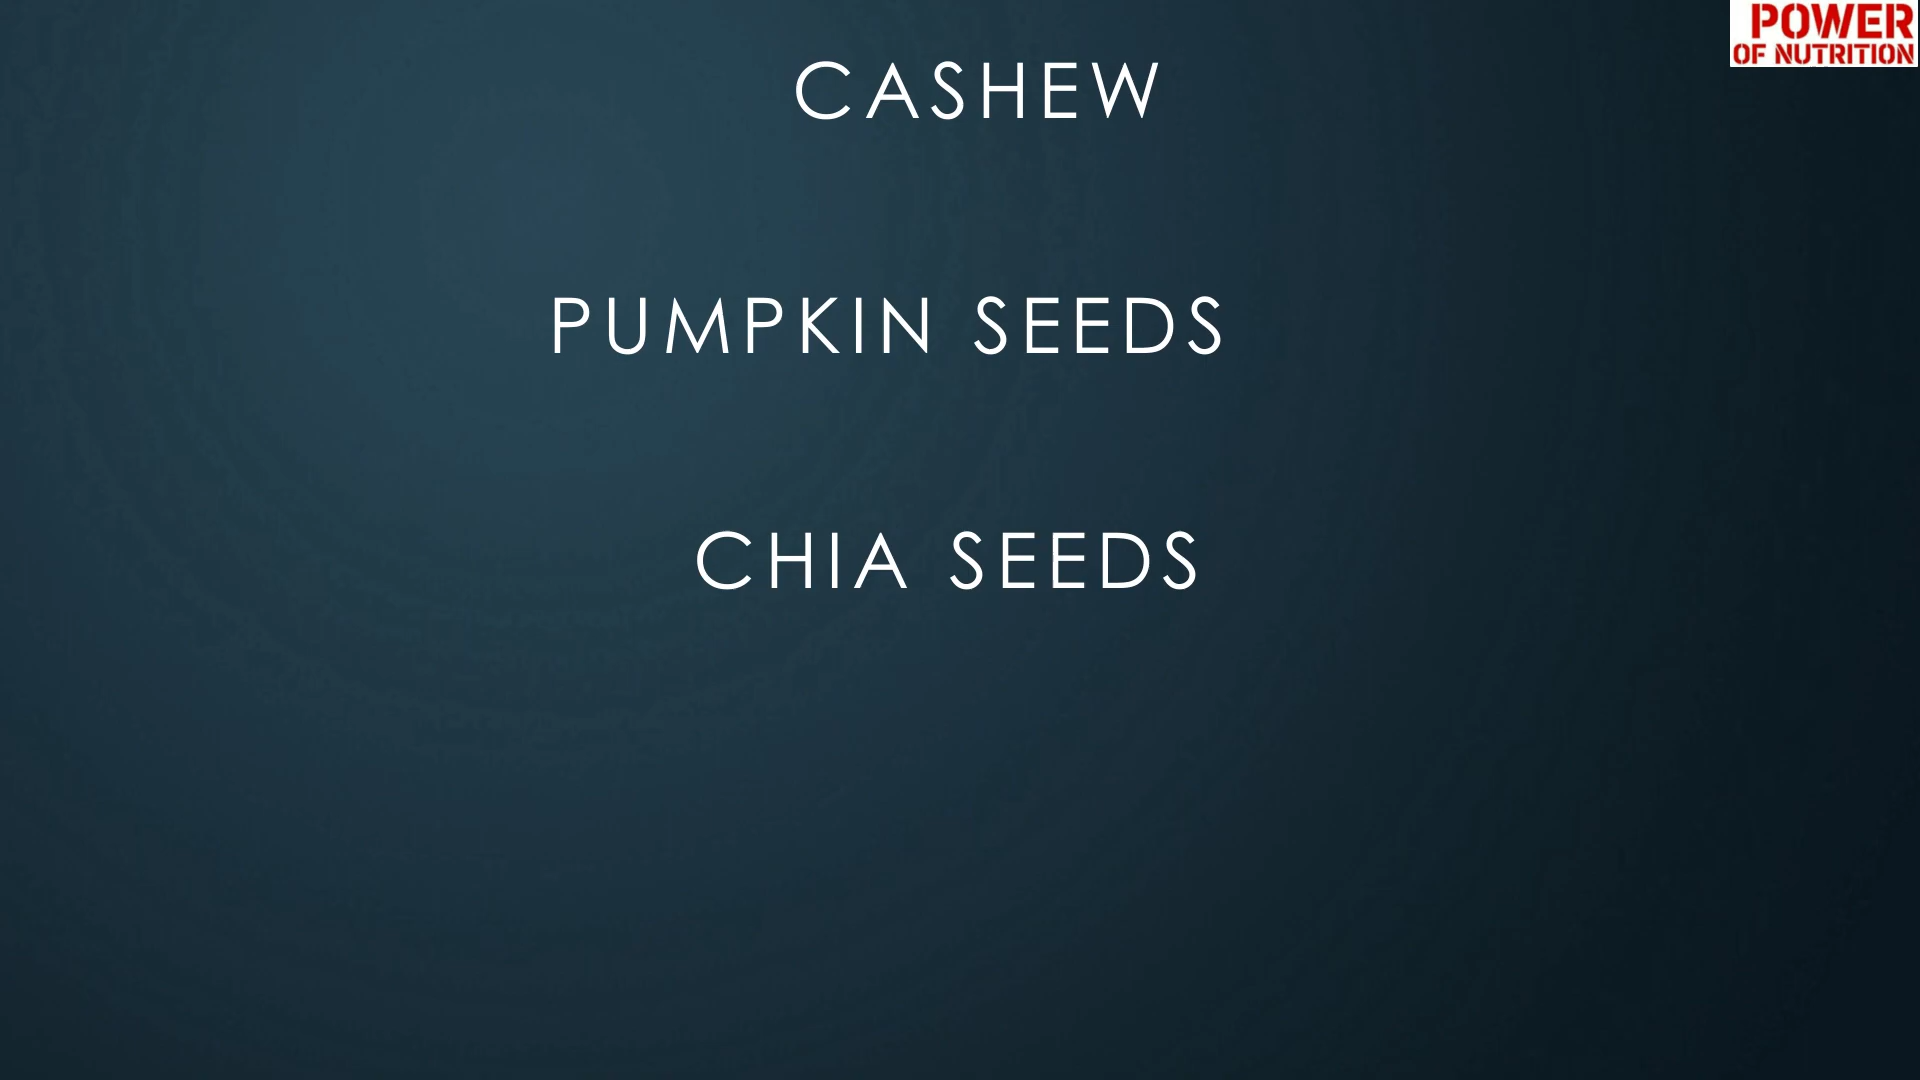 POWER
OF NUTRITION
CASHEW
PUMPKIN SEEDS
CHIA SEEDS